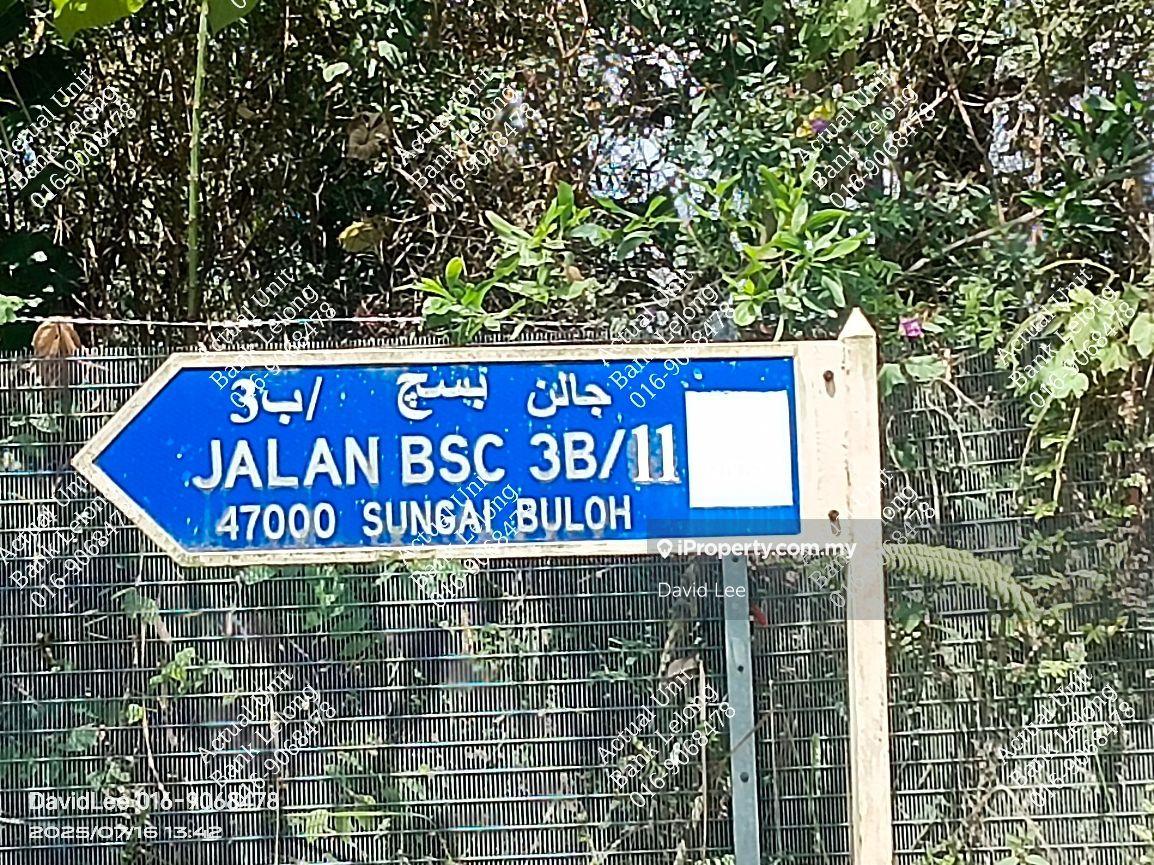 جالن بسچ 3ب/
JALAN BSC 3B/11
47000 SUNGAI BULOH
iProperty.com.my
David Lee
Actual Unit
Bank Lelong
016-9068478
DavidLee 016-9068478
2025/07/16 13:42